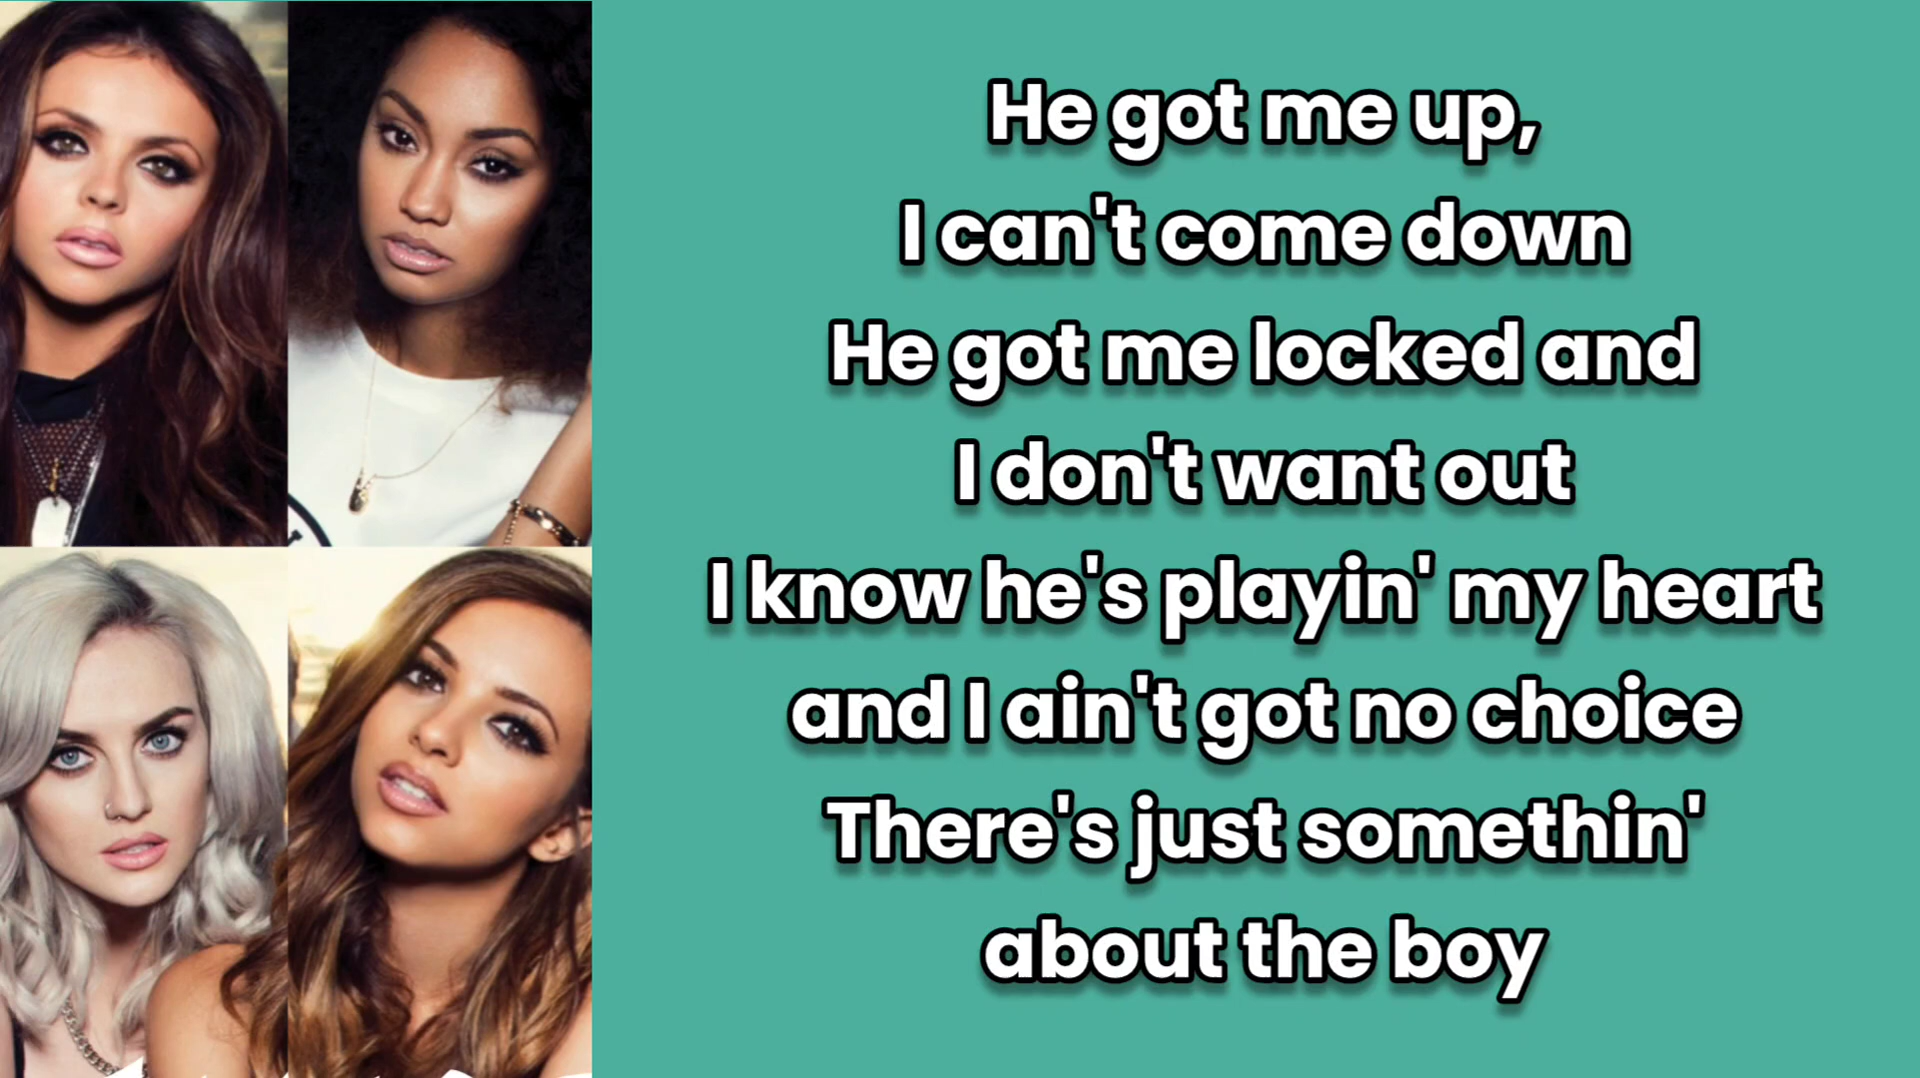 He got me up,
I can't come down
He got me locked and
I don't want out
I know he's playin' my heart
and I ain't got no choice
There's just somethin'
about the boy